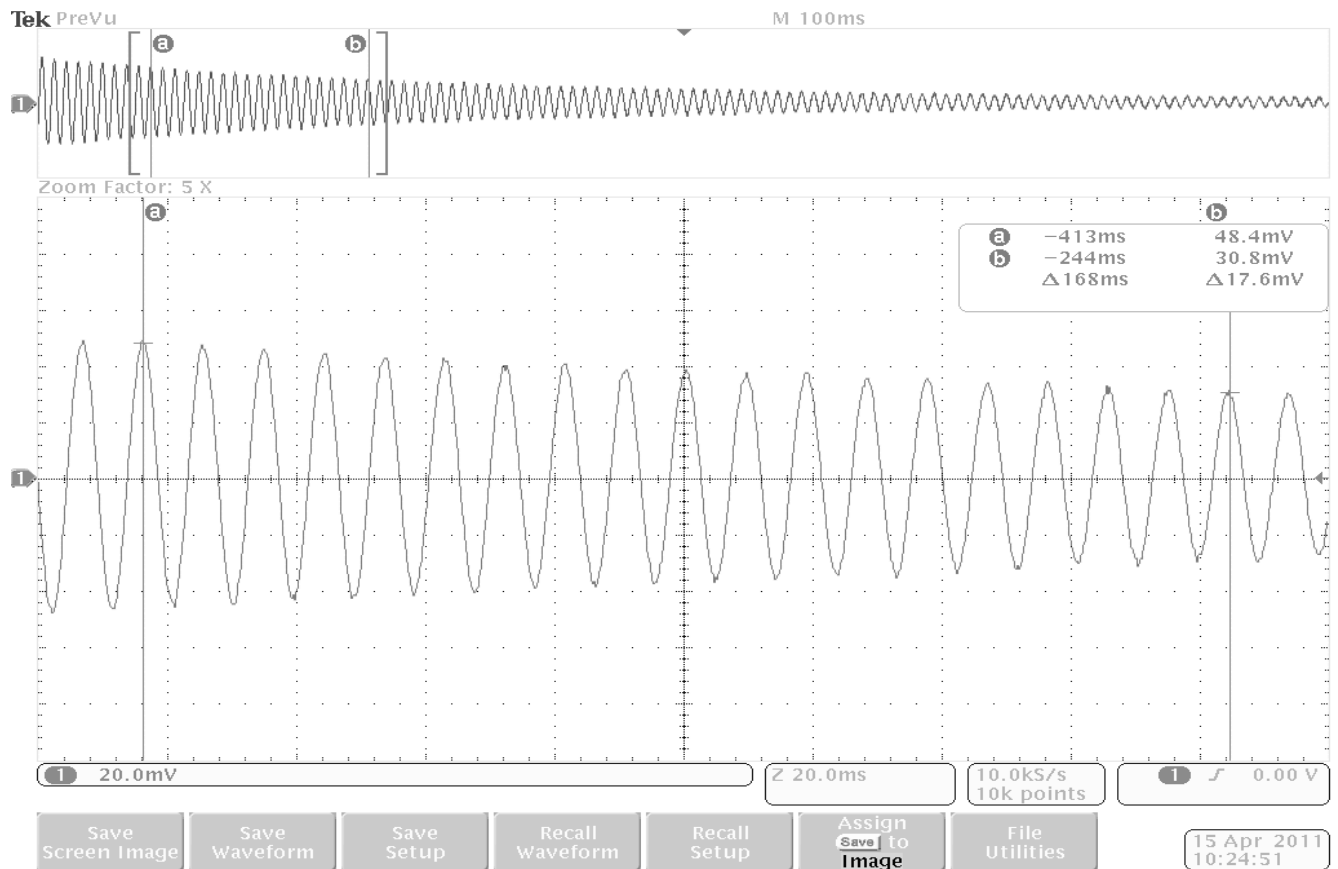 Tek PreVu M 100ms
a b
1
Zoom Factor: 5 X
a b
a -413ms 48.4mV
b -244ms 30.8mV
Δ168ms Δ17.6mV
1
1 20.0mV Z 20.0ms 10.0kS/s 1 0.00 V
10k points
Save Screen Image
Save Waveform
Save Setup
Recall Waveform
Recall Setup
Assign Save to Image
File Utilities
15 Apr 2011
10:24:51